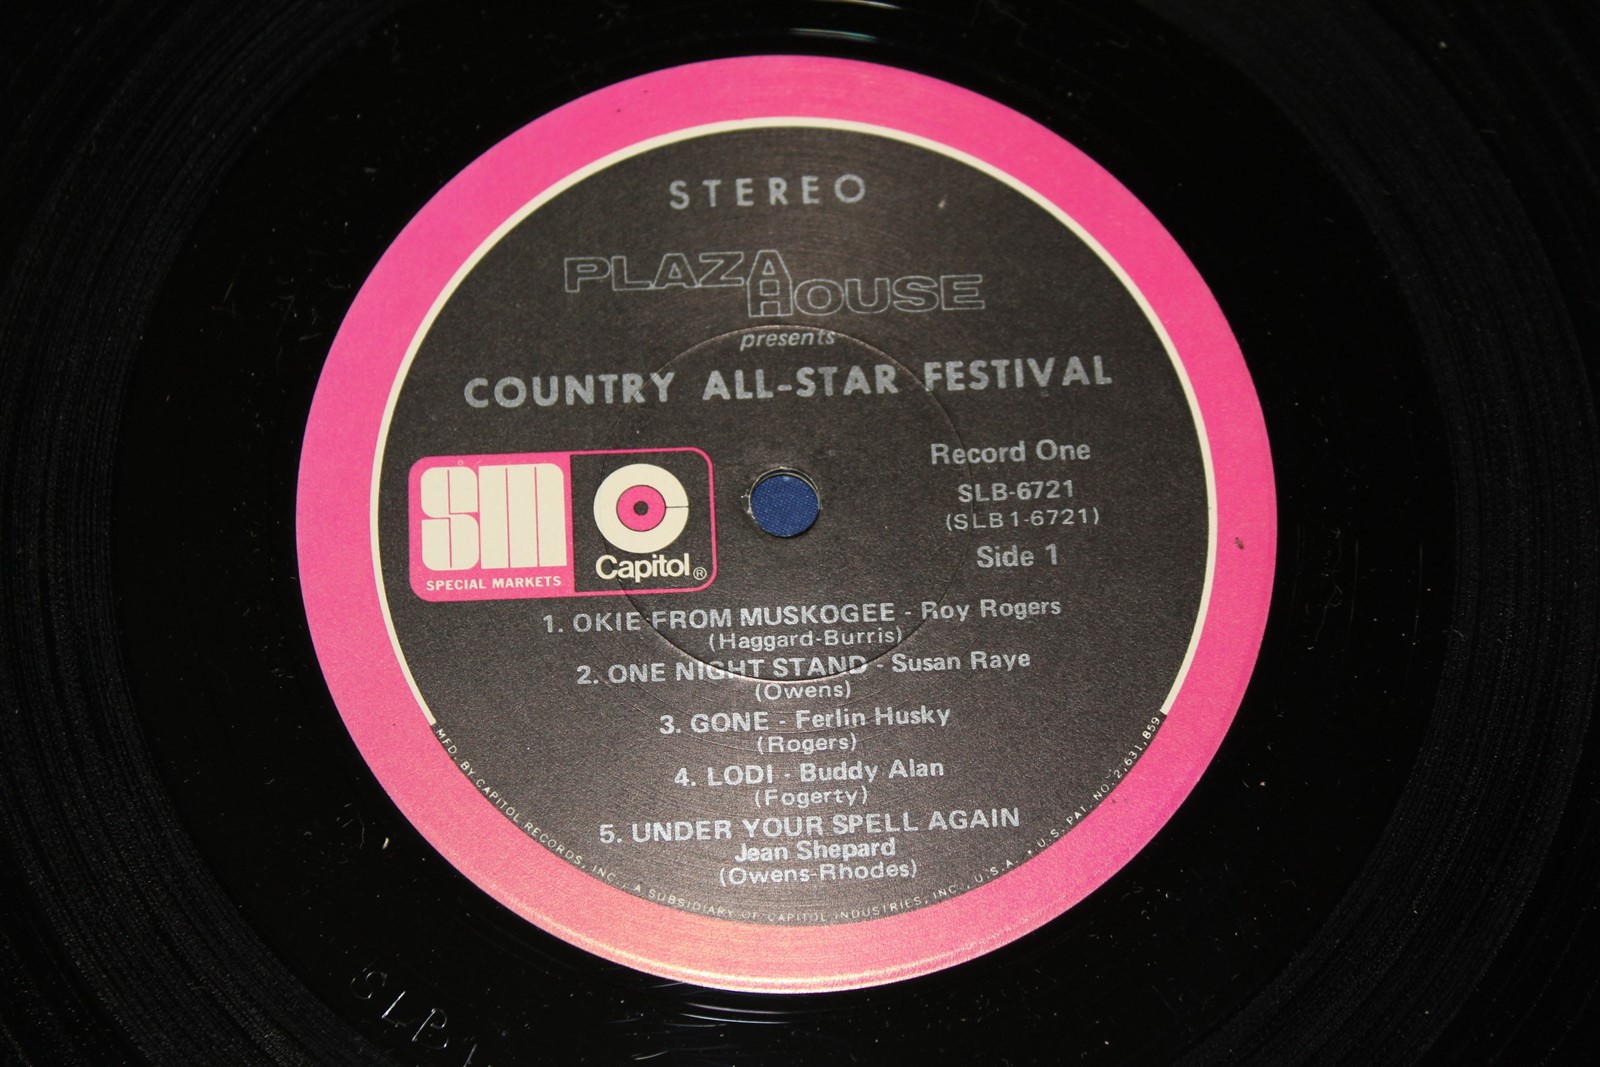 STEREO
PLAZA HOUSE
presents
COUNTRY ALL-STAR FESTIVAL
Record One
SLB-6721
(SLB1-6721)
Side 1
SM
SPECIAL MARKETS
Capitol®
1. OKIE FROM MUSKOGEE - Roy Rogers
(Haggard-Burris)
2. ONE NIGHT STAND - Susan Raye
(Owens)
3. GONE - Ferlin Husky
(Rogers)
4. LODI - Buddy Alan
(Fogerty)
5. UNDER YOUR SPELL AGAIN
Jean Shepard
(Owens-Rhodes)
MFD. BY CAPITOL RECORDS, INC., A SUBSIDIARY OF CAPITOL INDUSTRIES, INC., U.S.A. • U.S. PAT. NO. 2,631,859
SLB1